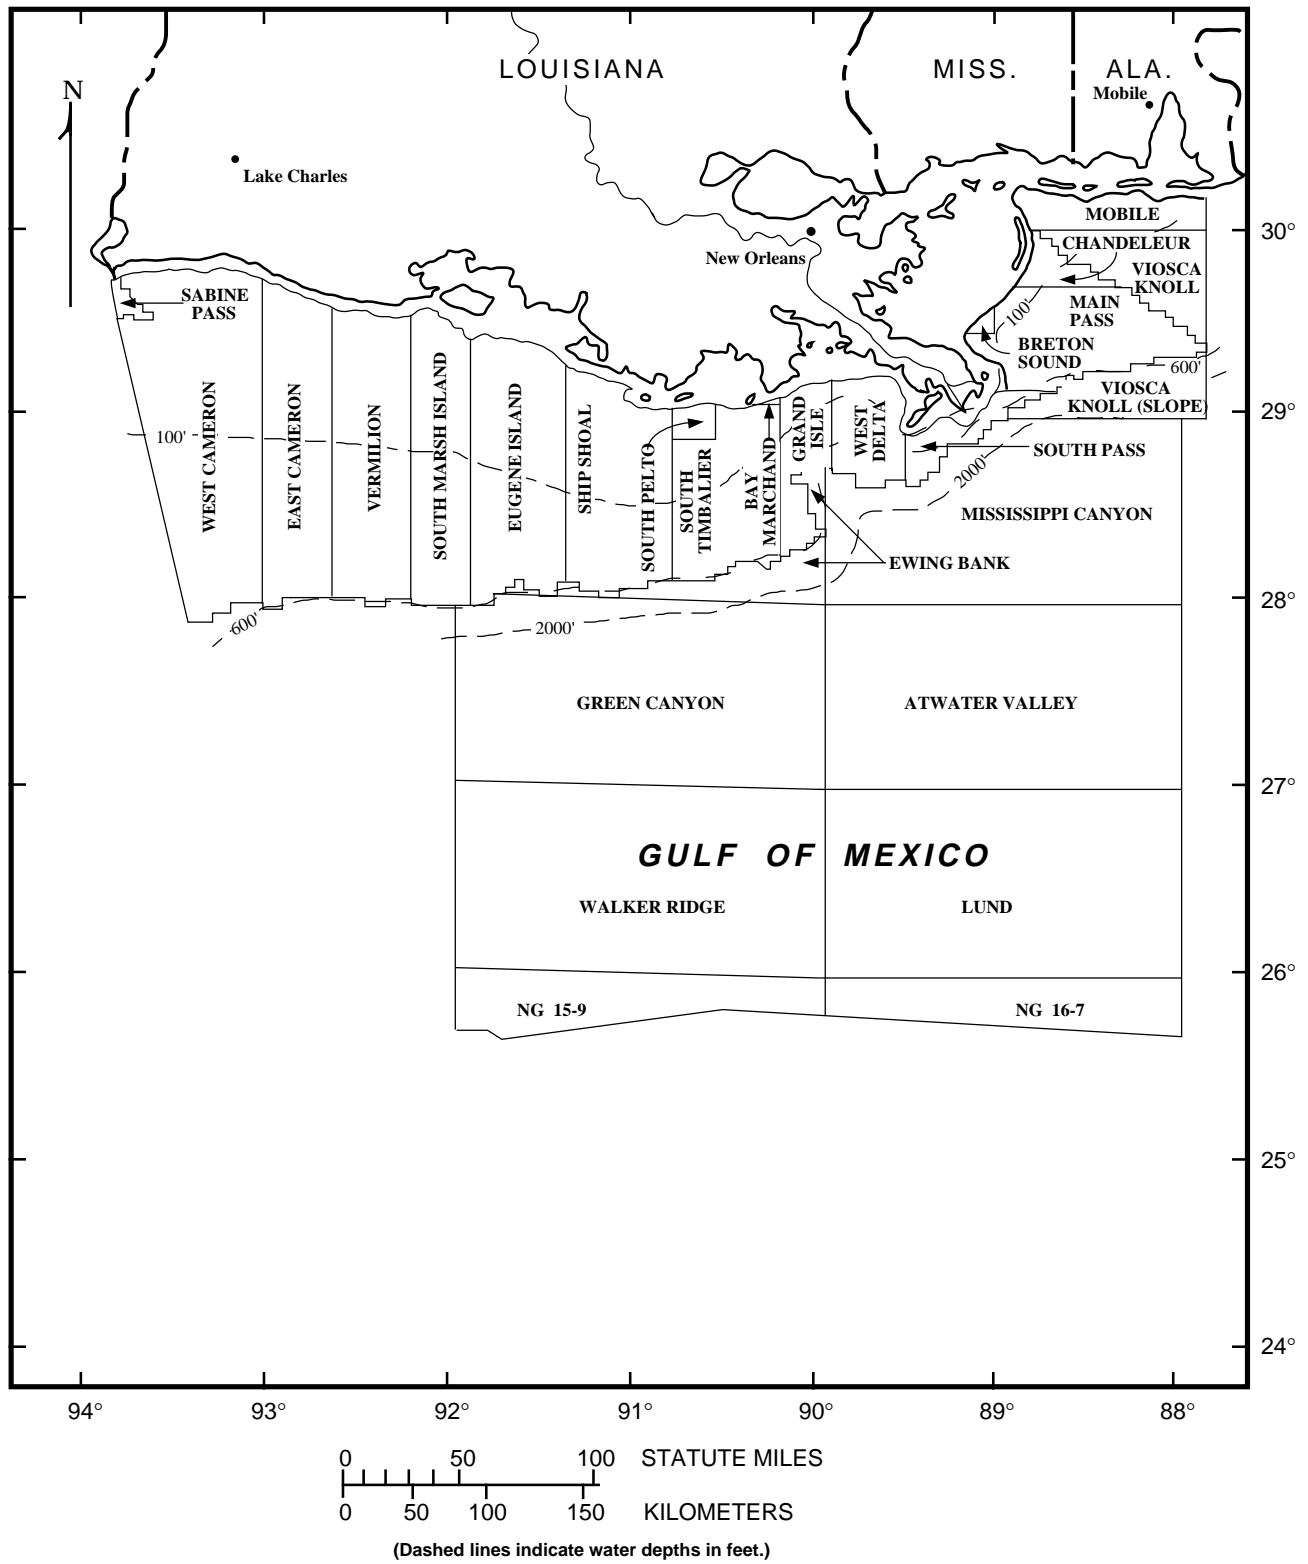 LOUISIANA
MISS.
ALA.
Mobile
N
Lake Charles
New Orleans
MOBILE
CHANDELEUR
VIOSCA
KNOLL
MAIN
PASS
100'
BRETON
SOUND
600'
VIOSCA
KNOLL (SLOPE)
SABINE
PASS
WEST CAMERON
EAST CAMERON
VERMILION
SOUTH MARSH ISLAND
EUGENE ISLAND
SHIP SHOAL
SOUTH PELTO
SOUTH
TIMBALIER
BAY
MARCHAND
GRAND
ISLE
WEST
DELTA
SOUTH PASS
100'
2000'
MISSISSIPPI CANYON
EWING BANK
600'
2000'
GREEN CANYON
ATWATER VALLEY
GULF OF MEXICO
WALKER RIDGE
LUND
NG 15-9
NG 16-7
30°
29°
28°
27°
26°
25°
24°
94°
93°
92°
91°
90°
89°
88°
0 50 100 STATUTE MILES
0 50 100 150 KILOMETERS
(Dashed lines indicate water depths in feet.)